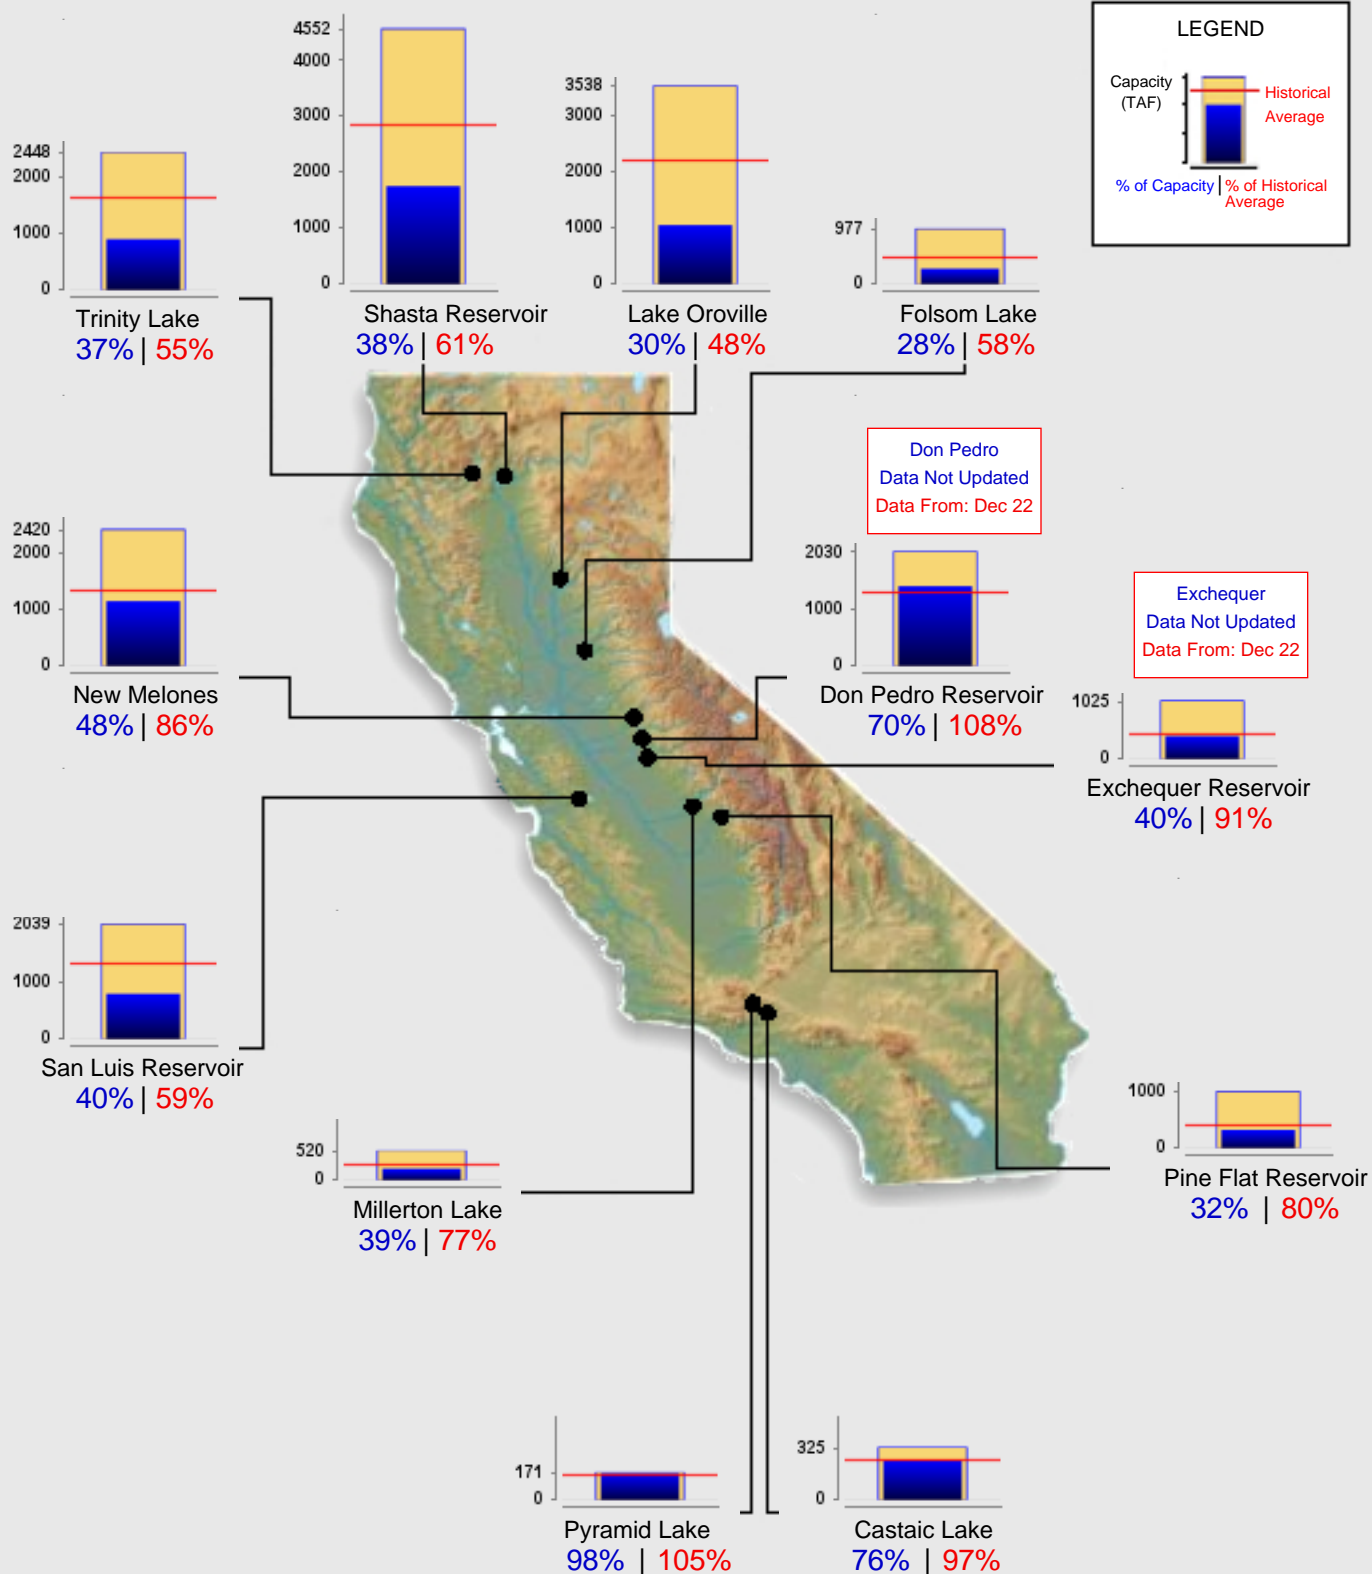 LEGEND
Capacity
(TAF)
Historical
Average
% of Capacity | % of Historical
Average
4552
4000
3000
2000
1000
0
Shasta Reservoir
38% | 61%
3538
3000
2000
1000
0
Lake Oroville
30% | 48%
2448
2000
1000
0
Trinity Lake
37% | 55%
977
0
Folsom Lake
28% | 58%
Don Pedro
Data Not Updated
Data From: Dec 22
2420
2000
1000
0
New Melones
48% | 86%
2030
1000
0
Don Pedro Reservoir
70% | 108%
Exchequer
Data Not Updated
Data From: Dec 22
1025
0
Exchequer Reservoir
40% | 91%
2039
1000
0
San Luis Reservoir
40% | 59%
520
0
Millerton Lake
39% | 77%
1000
0
Pine Flat Reservoir
32% | 80%
171
0
Pyramid Lake
98% | 105%
325
0
Castaic Lake
76% | 97%